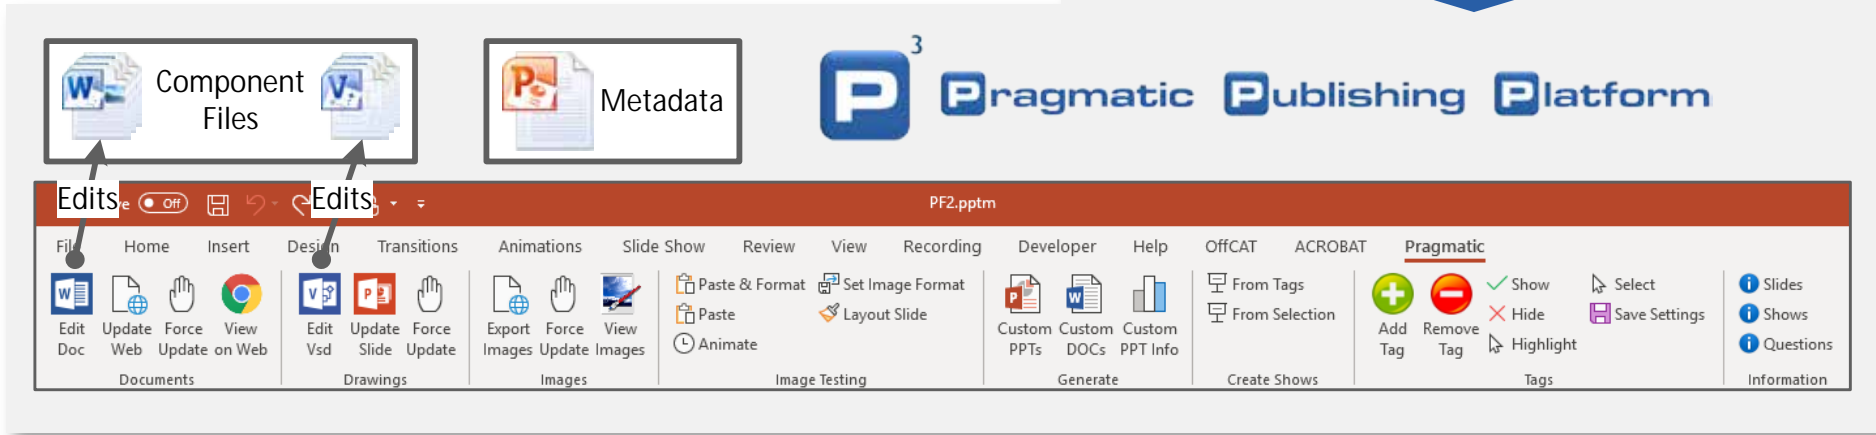 Component
Files
Metadata
3
P Pragmatic Publishing Platform
Edits
Edits
Off
PF2.pptm
File Home Insert Design Transitions Animations Slide Show Review View Recording Developer Help OffCAT ACROBAT Pragmatic
Edit Doc
Update Web
Force Update
View on Web
Documents
Edit Vsd
Update Slide
Force Update
Drawings
Export Images
Force Update
View Images
Images
Paste & Format
Paste
Animate
Set Image Format
Layout Slide
Image Testing
Custom PPTs
Custom DOCs
Custom PPT Info
Generate
From Tags
From Selection
Create Shows
Add Tag
Remove Tag
Show
Hide
Highlight
Select
Save Settings
Tags
Slides
Shows
Questions
Information